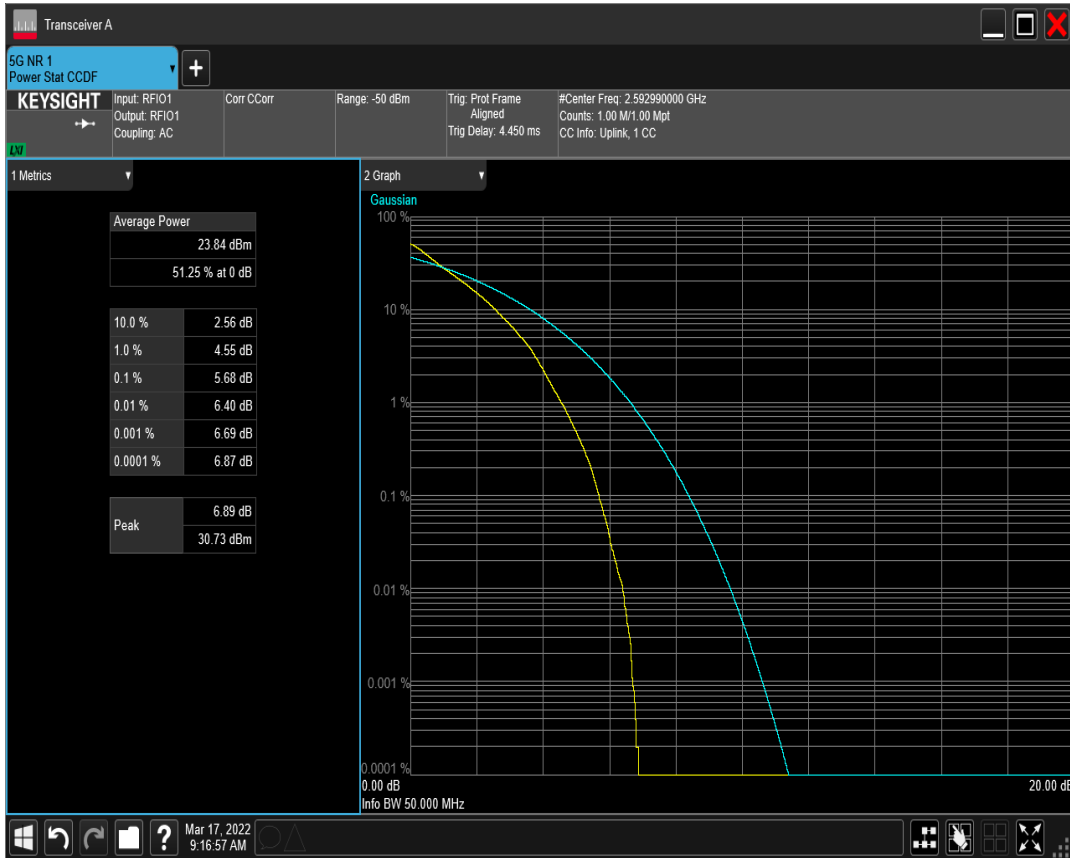 Transceiver A
5G NR 1
Power Stat CCDF
KEYSIGHT
LXI
Input: RFIO1
Output: RFIO1
Coupling: AC
Corr CCorr
Range: -50 dBm
Trig: Prot Frame
Aligned
Trig Delay: 4.450 ms
#Center Freq: 2.592990000 GHz
Counts: 1.00 M/1.00 Mpt
CC Info: Uplink, 1 CC
1 Metrics
Average Power
23.84 dBm
51.25 % at 0 dB
10.0 % 2.56 dB
1.0 % 4.55 dB
0.1 % 5.68 dB
0.01 % 6.40 dB
0.001 % 6.69 dB
0.0001 % 6.87 dB
Peak 6.89 dB
30.73 dBm
2 Graph
Gaussian
100 %
10 %
1 %
0.1 %
0.01 %
0.001 %
0.0001 %
0.00 dB 20.00 dB
Info BW 50.000 MHz
Mar 17, 2022
9:16:57 AM